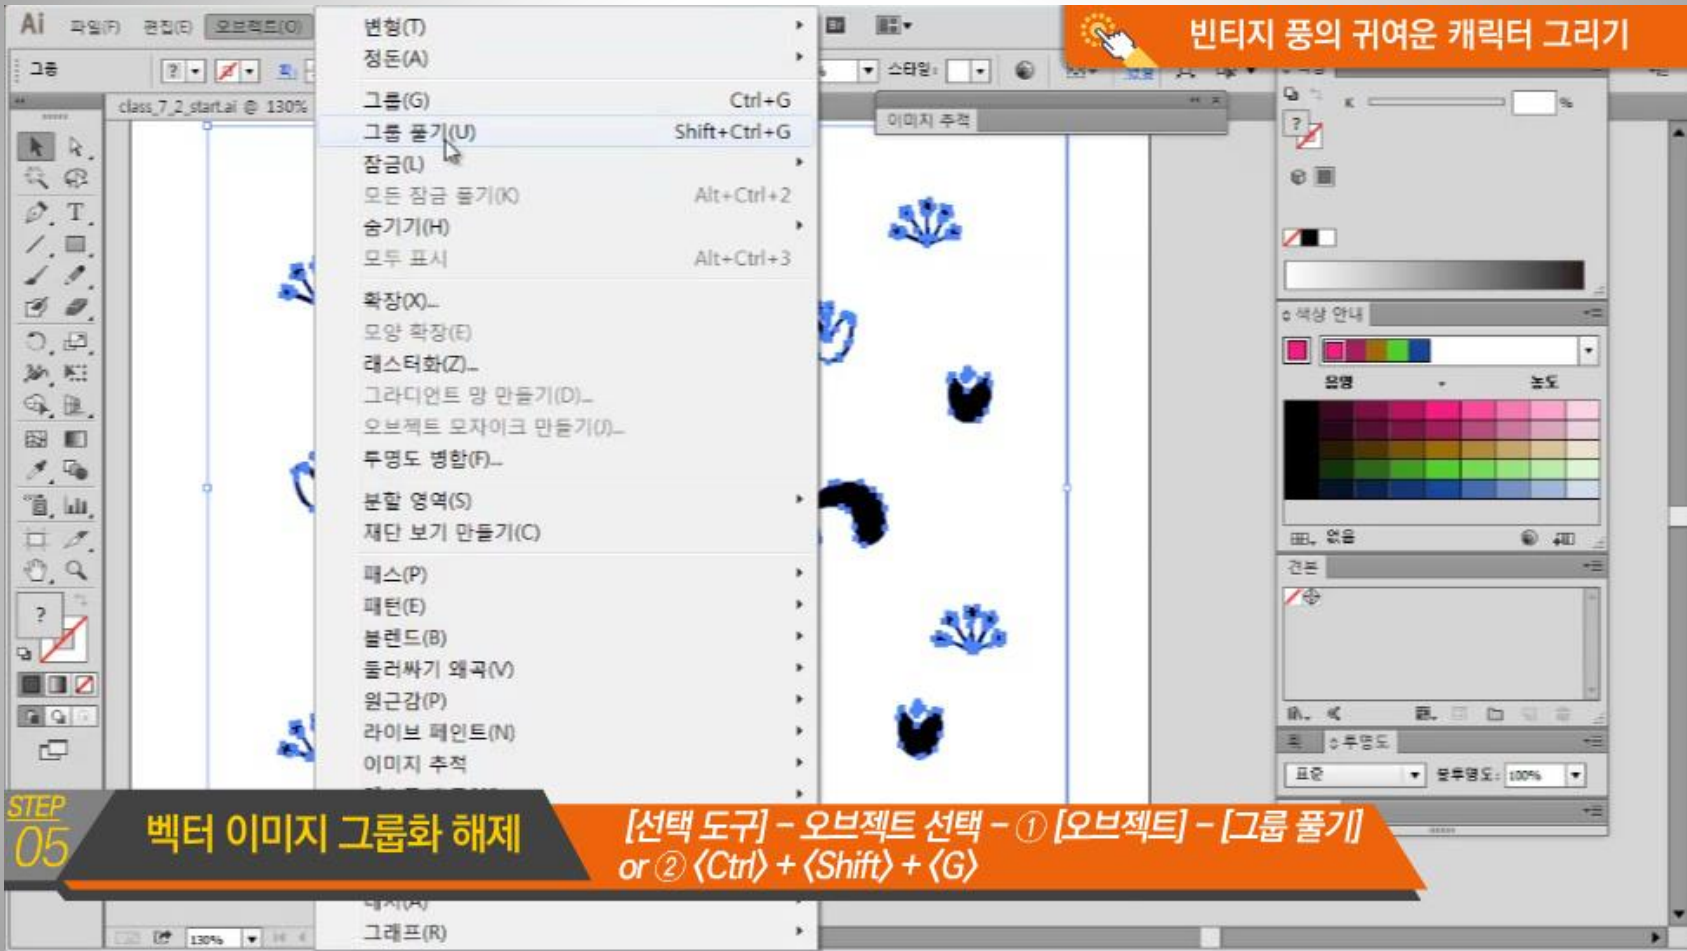 Ai 파일(F) 편집(E) 오브젝트(O)
빈티지 풍의 귀여운 캐릭터 그리기
그룹
획:
스타일:
class_7_2_start.ai @ 130%
변형(T)
정돈(A)
그룹(G) Ctrl+G
그룹 풀기(U) Shift+Ctrl+G
잠금(L)
모든 잠금 풀기(K) Alt+Ctrl+2
숨기기(H)
모두 표시 Alt+Ctrl+3
확장(X)...
모양 확장(E)
래스터화(Z)...
그라디언트 망 만들기(D)...
오브젝트 모자이크 만들기(J)...
투명도 병합(F)...
분할 영역(S)
재단 보기 만들기(C)
패스(P)
패턴(E)
블렌드(B)
둘러싸기 왜곡(V)
원근감(P)
라이브 페인트(N)
이미지 추적
그래프(R)
이미지 추적
K %
색상 안내
음영 농도
없음
견본
획 투명도
표준 불투명도: 100%
STEP
05
벡터 이미지 그룹화 해제
[선택 도구] – 오브젝트 선택 – ① [오브젝트] – [그룹 풀기]
or ② 〈Ctrl〉 + 〈Shift〉 + 〈G〉
130%